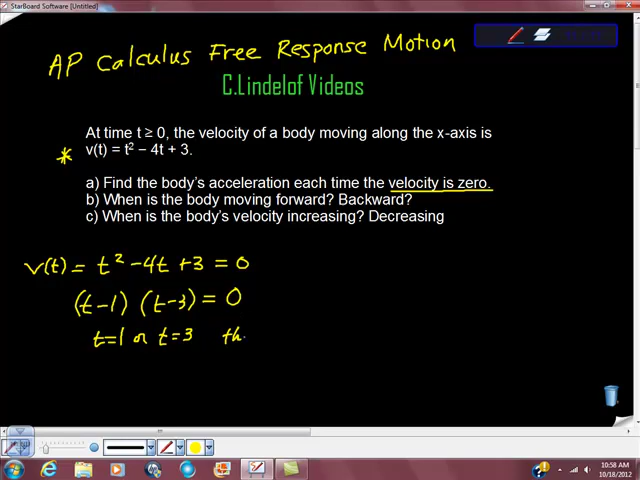 StarBoard Software [Untitled]
AP Calculus Free Response Motion
C.Lindelof Videos
At time t ≥ 0, the velocity of a body moving along the x-axis is
* v(t) = t² – 4t + 3.
a) Find the body's acceleration each time the velocity is zero.
b) When is the body moving forward? Backward?
c) When is the body's velocity increasing? Decreasing
v(t) = t² - 4t + 3 = 0
(t-1) (t-3) = 0
t=1 or t=3 th
10:58 AM
10/18/2012